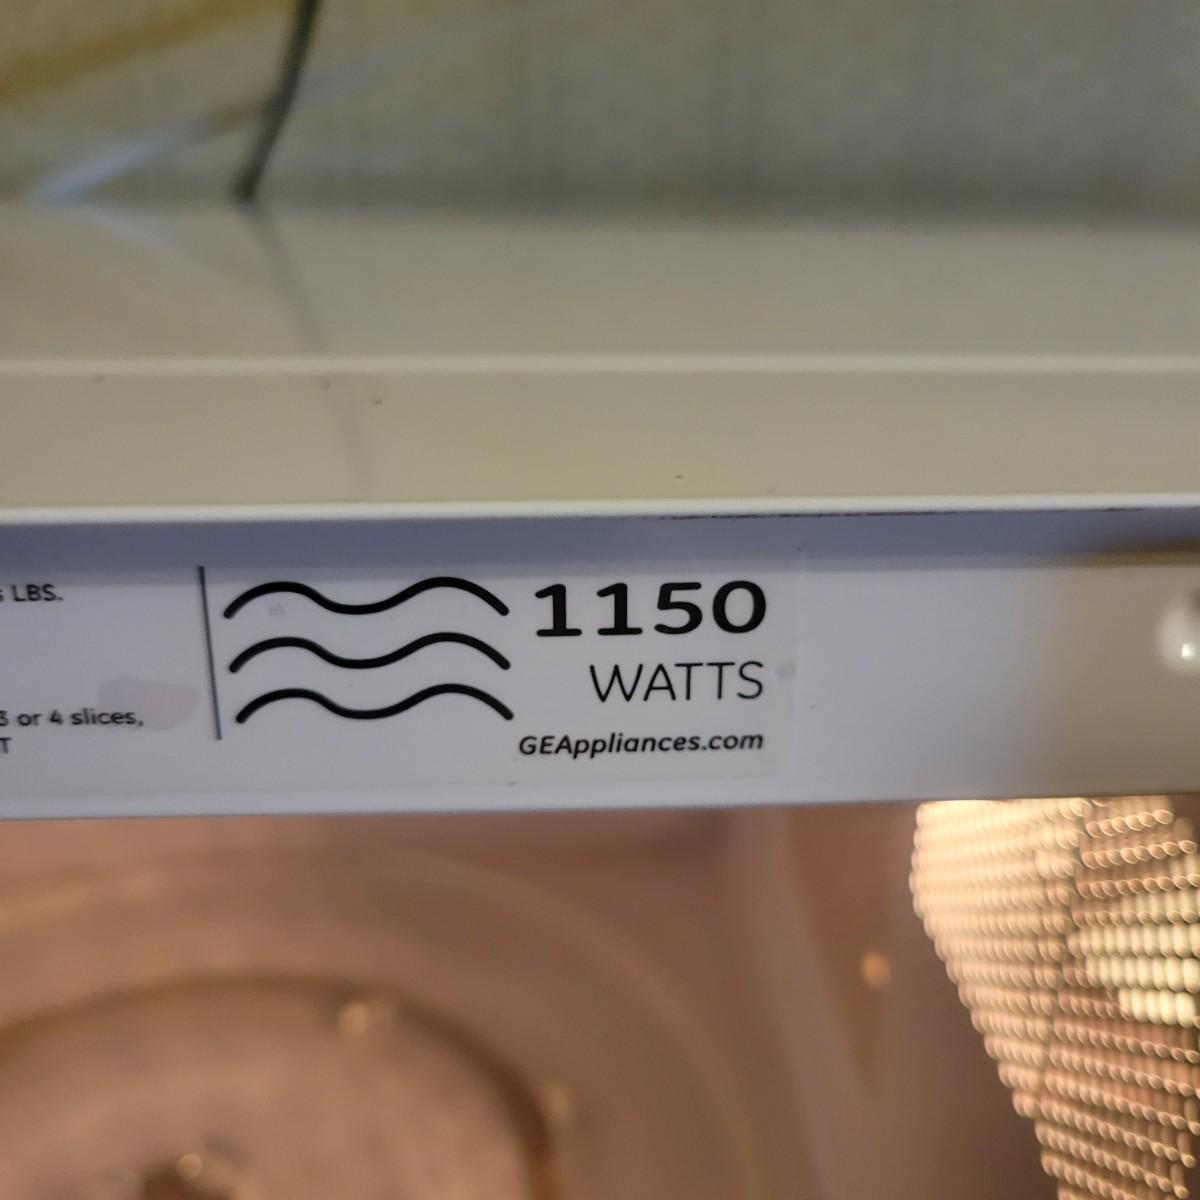 LBS.
3 or 4 slices,
1150
WATTS
GEAppliances.com